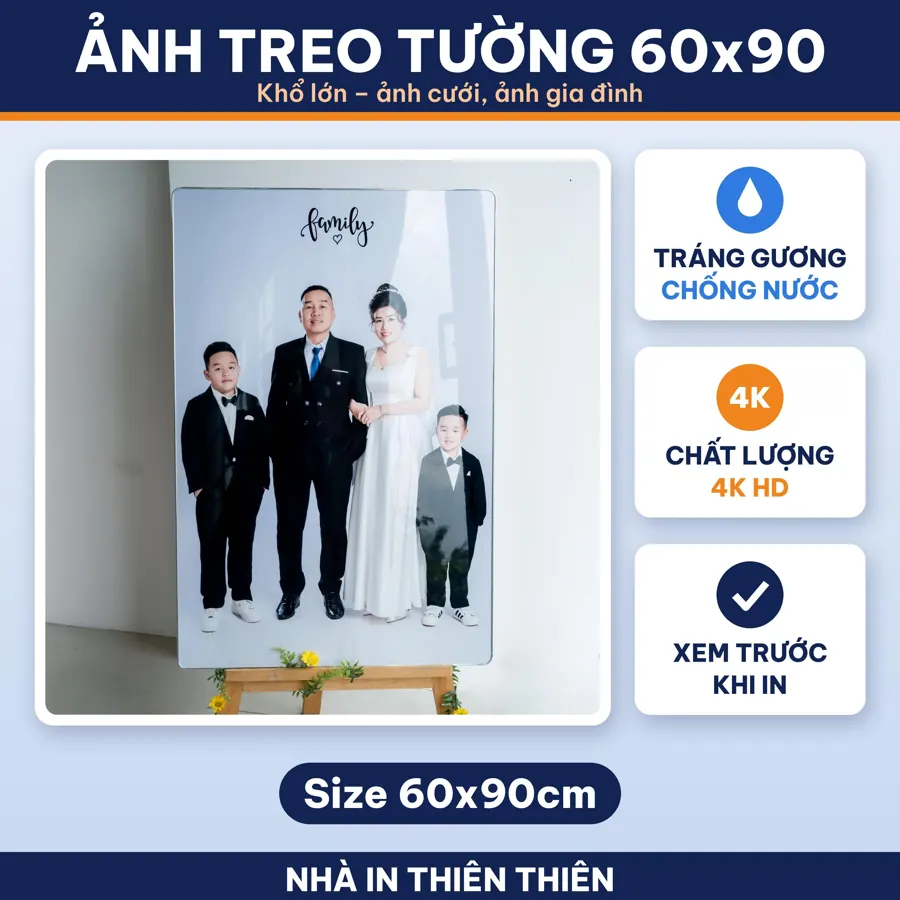 ẢNH TREO TƯỜNG 60x90
Khổ lớn – ảnh cưới, ảnh gia đình
family
TRÁNG GƯƠNG
CHỐNG NƯỚC
4K
CHẤT LƯỢNG
4K HD
XEM TRƯỚC
KHI IN
Size 60x90cm
NHÀ IN THIÊN THIÊN